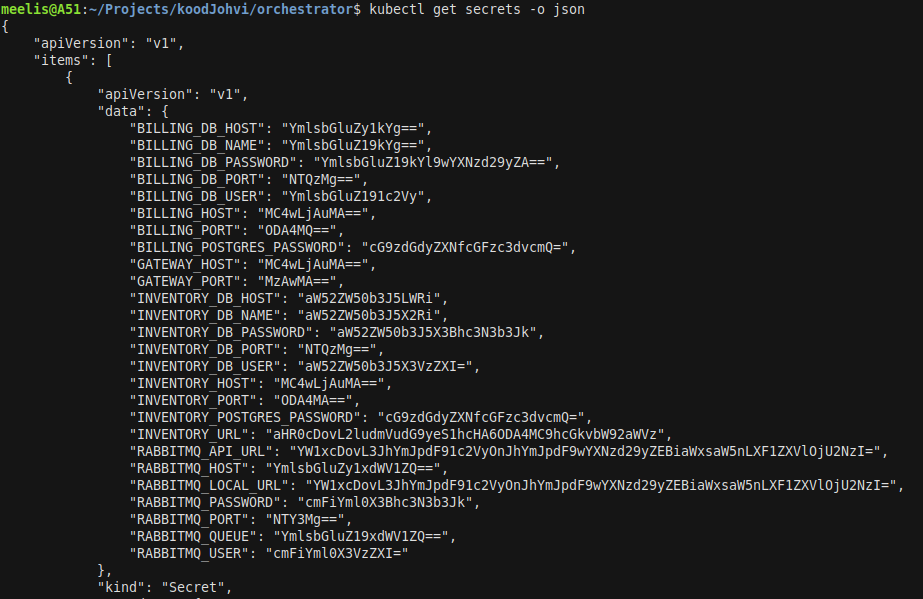 meelis@A51:~/Projects/koodJohvi/orchestrator$ kubectl get secrets -o json
{
    "apiVersion": "v1",
    "items": [
        {
            "apiVersion": "v1",
            "data": {
                "BILLING_DB_HOST": "YmlsbGluZy1kYg==",
                "BILLING_DB_NAME": "YmlsbGluZ19kYg==",
                "BILLING_DB_PASSWORD": "YmlsbGluZ19kYl9wYXNzd29yZA==",
                "BILLING_DB_PORT": "NTQzMg==",
                "BILLING_DB_USER": "YmlsbGluZ191c2Vy",
                "BILLING_HOST": "MC4wLjAuMA==",
                "BILLING_PORT": "ODA4MQ==",
                "BILLING_POSTGRES_PASSWORD": "cG9zdGdyZXNfcGFzc3dvcmQ=",
                "GATEWAY_HOST": "MC4wLjAuMA==",
                "GATEWAY_PORT": "MzAwMA==",
                "INVENTORY_DB_HOST": "aW52ZW50b3J5LWRi",
                "INVENTORY_DB_NAME": "aW52ZW50b3J5X2Ri",
                "INVENTORY_DB_PASSWORD": "aW52ZW50b3J5X3Bhc3N3b3Jk",
                "INVENTORY_DB_PORT": "NTQzMg==",
                "INVENTORY_DB_USER": "aW52ZW50b3J5X3VzZXI=",
                "INVENTORY_HOST": "MC4wLjAuMA==",
                "INVENTORY_PORT": "ODA4MA==",
                "INVENTORY_POSTGRES_PASSWORD": "cG9zdGdyZXNfcGFzc3dvcmQ=",
                "INVENTORY_URL": "aHR0cDovL2ludmVudG9yeS1hcHA6ODA4MC9hcGkvbW92aWVz",
                "RABBITMQ_API_URL": "YW1xcDovL3JhYmJpdF91c2VyOnJhYmJpdF9wYXNzd29yZEBiaWxsaW5nLXF1ZXVlOjU2NzI=",
                "RABBITMQ_HOST": "YmlsbGluZy1xdWV1ZQ==",
                "RABBITMQ_LOCAL_URL": "YW1xcDovL3JhYmJpdF91c2VyOnJhYmJpdF9wYXNzd29yZEBiaWxsaW5nLXF1ZXVlOjU2NzI=",
                "RABBITMQ_PASSWORD": "cmFiYml0X3Bhc3N3b3Jk",
                "RABBITMQ_PORT": "NTY3Mg==",
                "RABBITMQ_QUEUE": "YmlsbGluZ19xdWV1ZQ==",
                "RABBITMQ_USER": "cmFiYml0X3VzZXI="
            },
            "kind": "Secret",